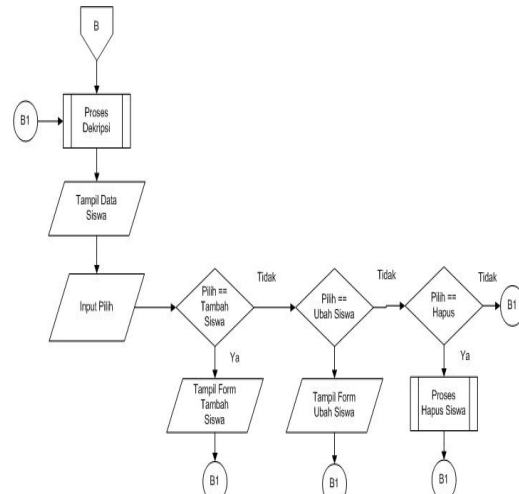 B
B1
Proses
Dekripsi
Tampil Data
Siswa
Input Pilih
Pilih ==
Tambah
Siswa
Tidak
Pilih ==
Ubah Siswa
Tidak
Pilih ==
Hapus
Tidak
B1
Ya
Ya
Tampil Form
Tambah
Siswa
Tampil Form
Ubah Siswa
Proses
Hapus Siswa
B1
B1
B1